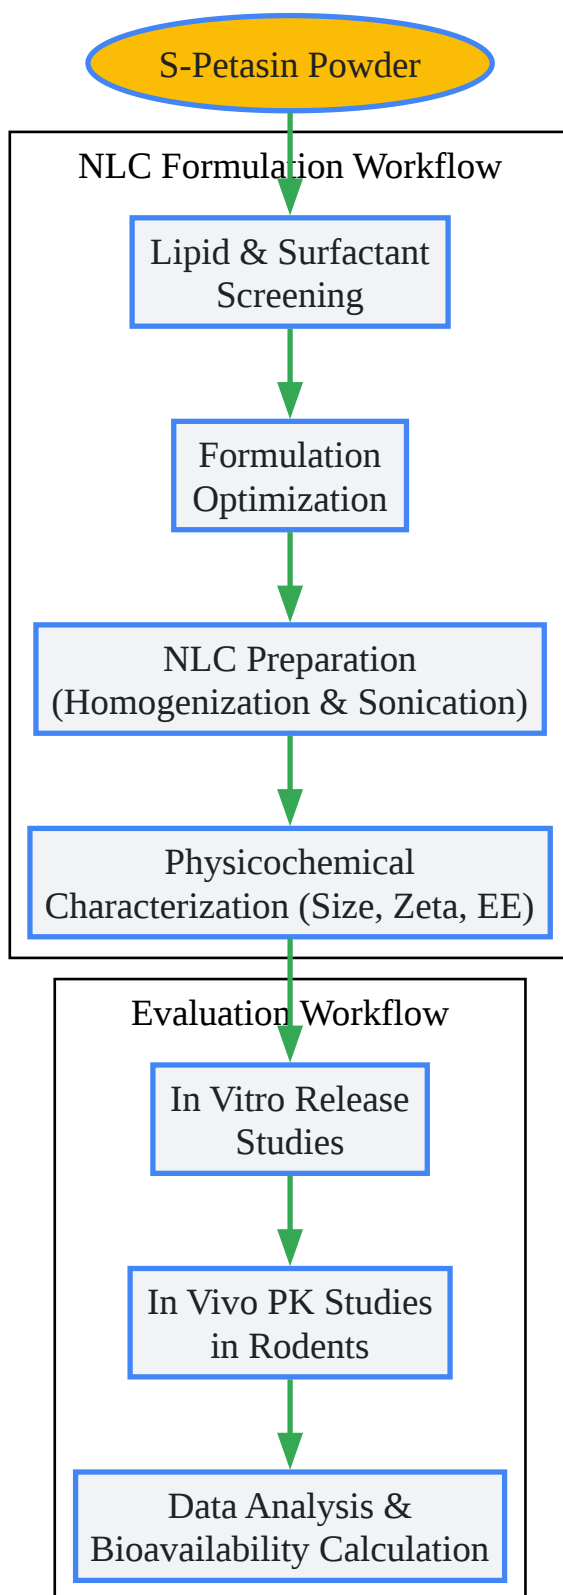 S-Petasin Powder
NLC Formulation Workflow
Lipid & Surfactant
Screening
Formulation
Optimization
NLC Preparation
(Homogenization & Sonication)
Physicochemical
Characterization (Size, Zeta, EE)
Evaluation Workflow
In Vitro Release
Studies
In Vivo PK Studies
in Rodents
Data Analysis &
Bioavailability Calculation